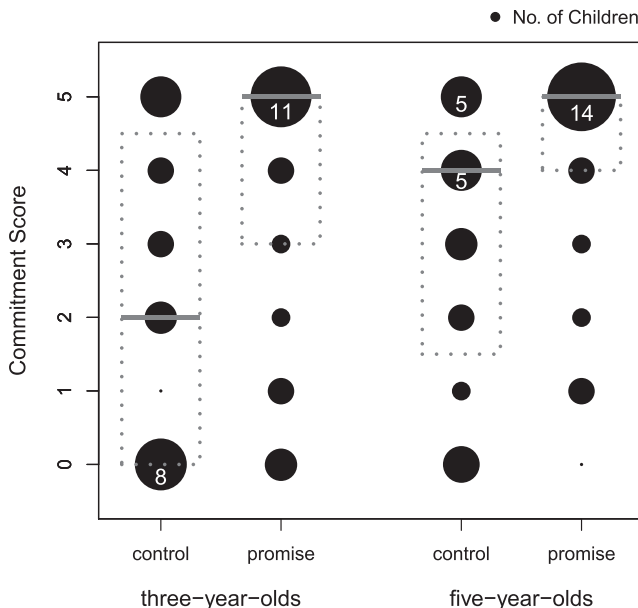 No. of Children
Commitment Score
5
4
3
2
1
0
11
5
14
5
8
control
promise
control
promise
three-year-olds
five-year-olds